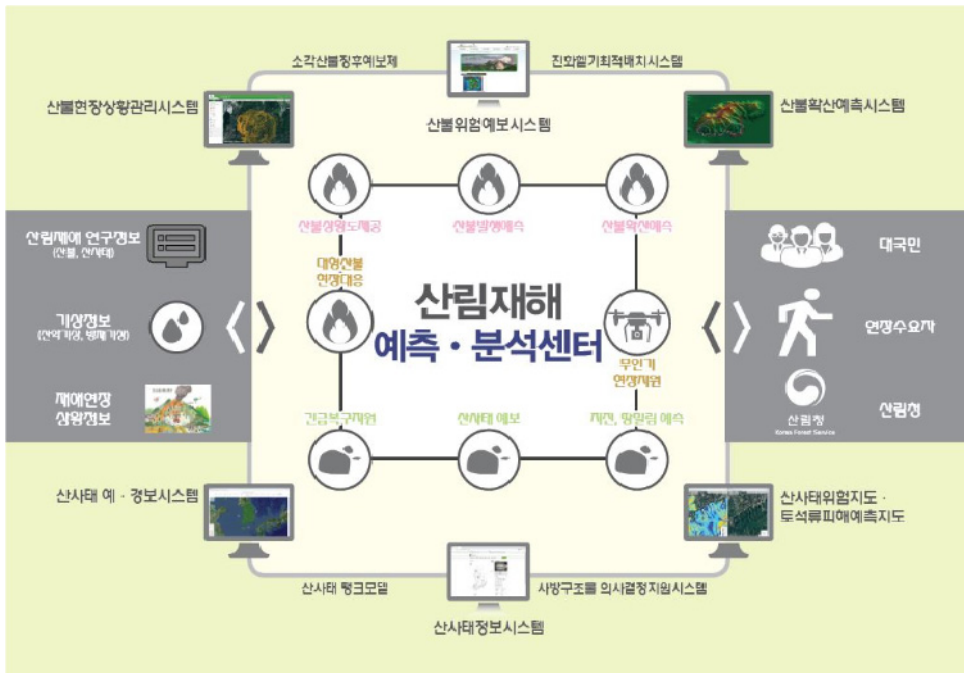 소각산불징후예보제
진화헬기최적배치시스템
산불현장상황관리시스템
산불위험예보시스템
산불확산예측시스템
산불상황도제공
산불발생예측
산불확산예측
산림재해 연구정보
(산불, 산사태)
대형산불
현장대응
대국민
산림재해
예측·분석센터
기상정보
(산악기상, 방재기상)
현장수요자
무인기
현장지원
재해현장
상황정보
긴급복구지원
산사태 예보
지진, 땅밀림 예측
산림청
Korea Forest Service
산림청
산사태 예·경보시스템
산사태위험지도·
토석류피해예측지도
산사태 탱크모델
사방구조물 의사결정지원시스템
산사태정보시스템